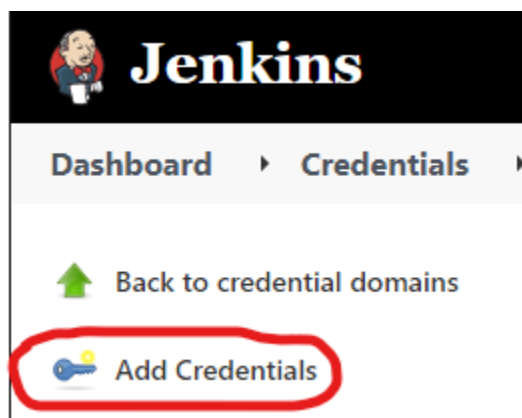 Jenkins
Dashboard Credentials
Back to credential domains
Add Credentials